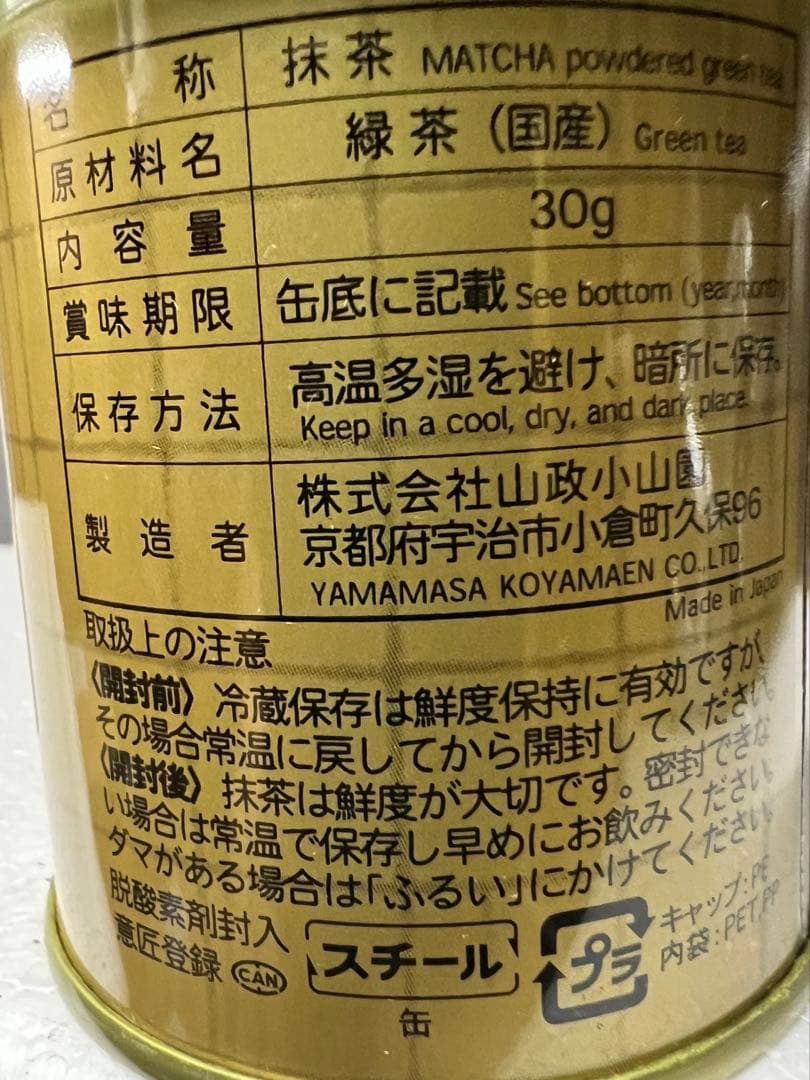 名称 抹茶 MATCHA powdered green tea
原材料名 緑茶（国産）Green tea
内容量 30g
賞味期限 缶底に記載 See bottom (year,month)
保存方法 高温多湿を避け、暗所に保存。
Keep in a cool, dry, and dark place.
製造者 株式会社山政小山園
京都府宇治市小倉町久保96
YAMAMASA KOYAMAEN CO.,LTD.
Made in Japan
取扱上の注意
〈開封前〉冷蔵保存は鮮度保持に有効ですが、
その場合常温に戻してから開封してください。
〈開封後〉抹茶は鮮度が大切です。密封できな
い場合は常温で保存し早めにお飲みください。
ダマがある場合は「ふるい」にかけてください。
脱酸素剤封入
意匠登録 CAN
スチール
缶
プラ
キャップ：PE
内袋：PET,PP